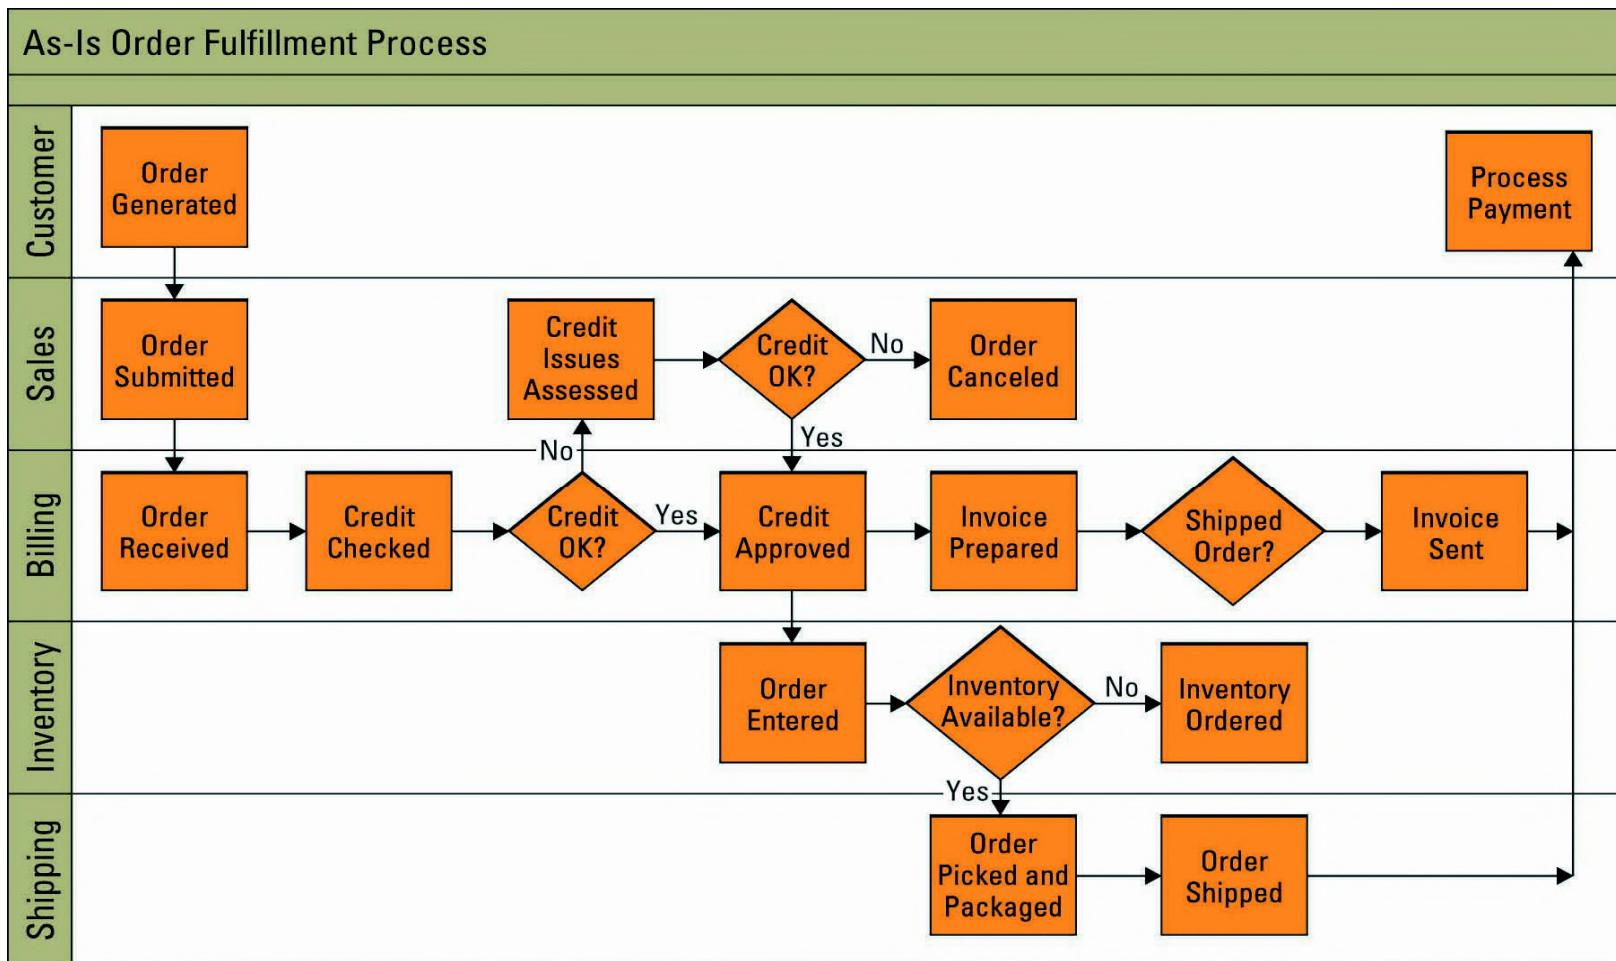 As-Is Order Fulfillment Process
Customer
Order
Generated
Process
Payment
Sales
Order
Submitted
Credit
Issues
Assessed
Credit
OK?
No
Order
Canceled
No
Yes
Billing
Order
Received
Credit
Checked
Credit
OK?
Yes
Credit
Approved
Invoice
Prepared
Shipped
Order?
Invoice
Sent
Inventory
Order
Entered
Inventory
Available?
No
Inventory
Ordered
Yes
Shipping
Order
Picked and
Packaged
Order
Shipped